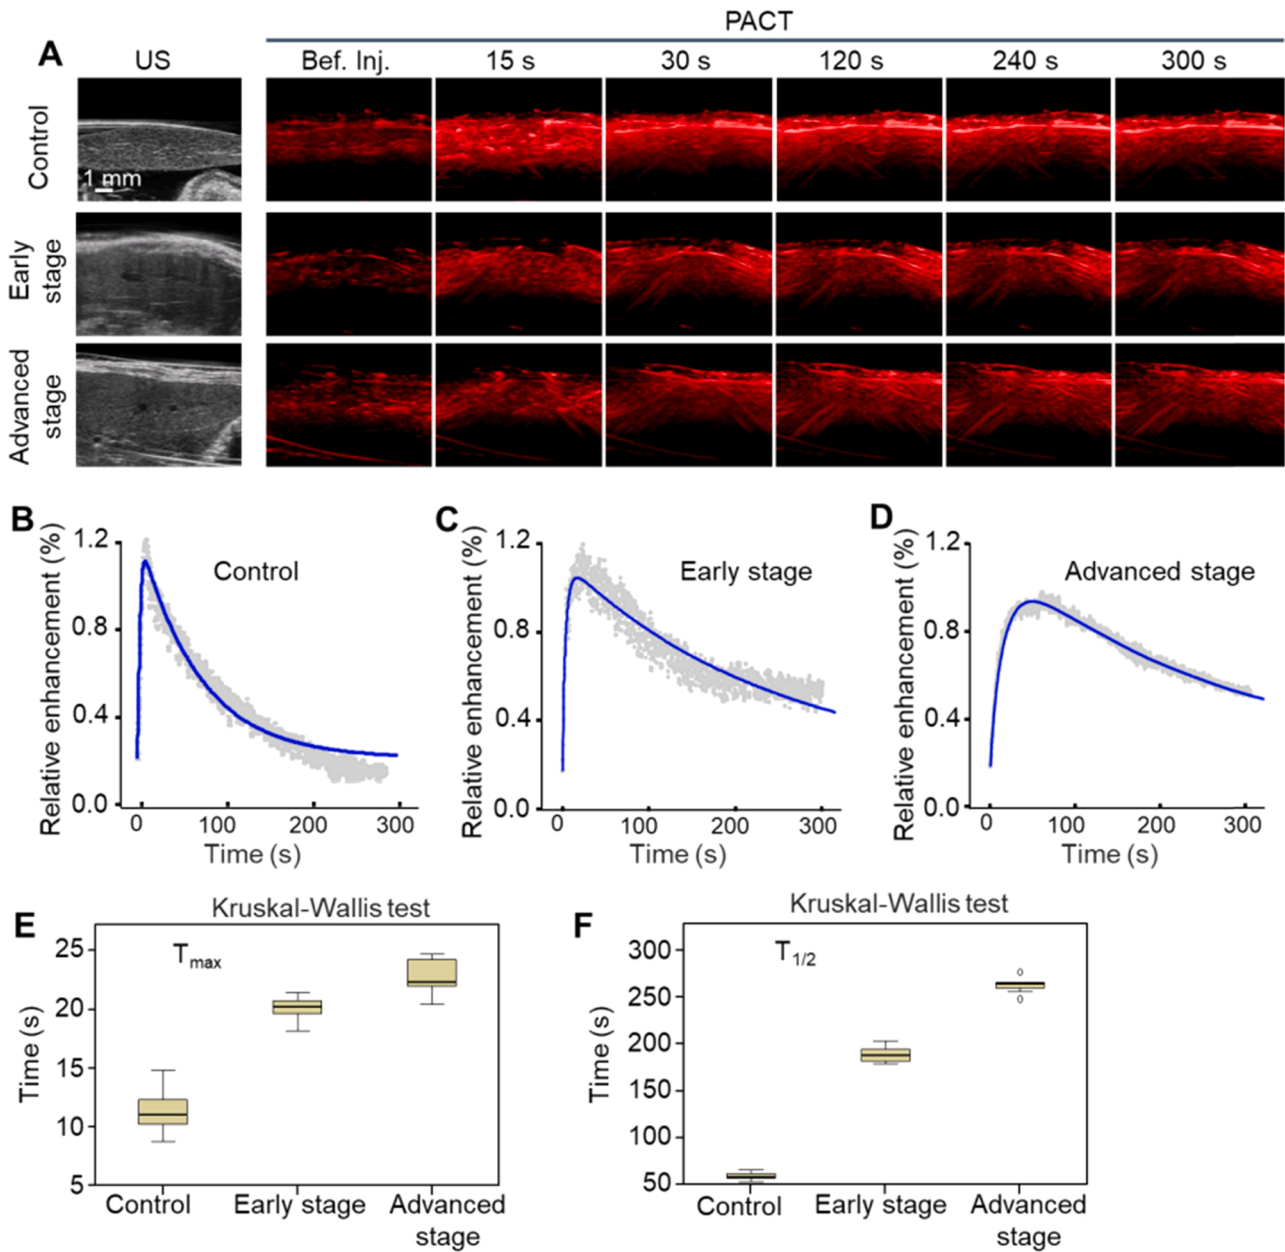 PACT
A
US
Bef. Inj.
15 s
30 s
120 s
240 s
300 s
Control
1 mm
Early
stage
Advanced
stage
B
Relative enhancement (%)
1.2
0.8
0.4
0.0
Control
0
100
200
300
Time (s)
C
Relative enhancement (%)
1.2
0.8
0.4
0.0
Early stage
0
100
200
300
Time (s)
D
Relative enhancement (%)
1.2
0.8
0.4
0.0
Advanced stage
0
100
200
300
Time (s)
E
Kruskal-Wallis test
Tmax
Time (s)
25
20
15
10
5
Control
Early stage
Advanced
stage
F
Kruskal-Wallis test
T1/2
Time (s)
300
250
200
150
100
50
Control
Early stage
Advanced
stage